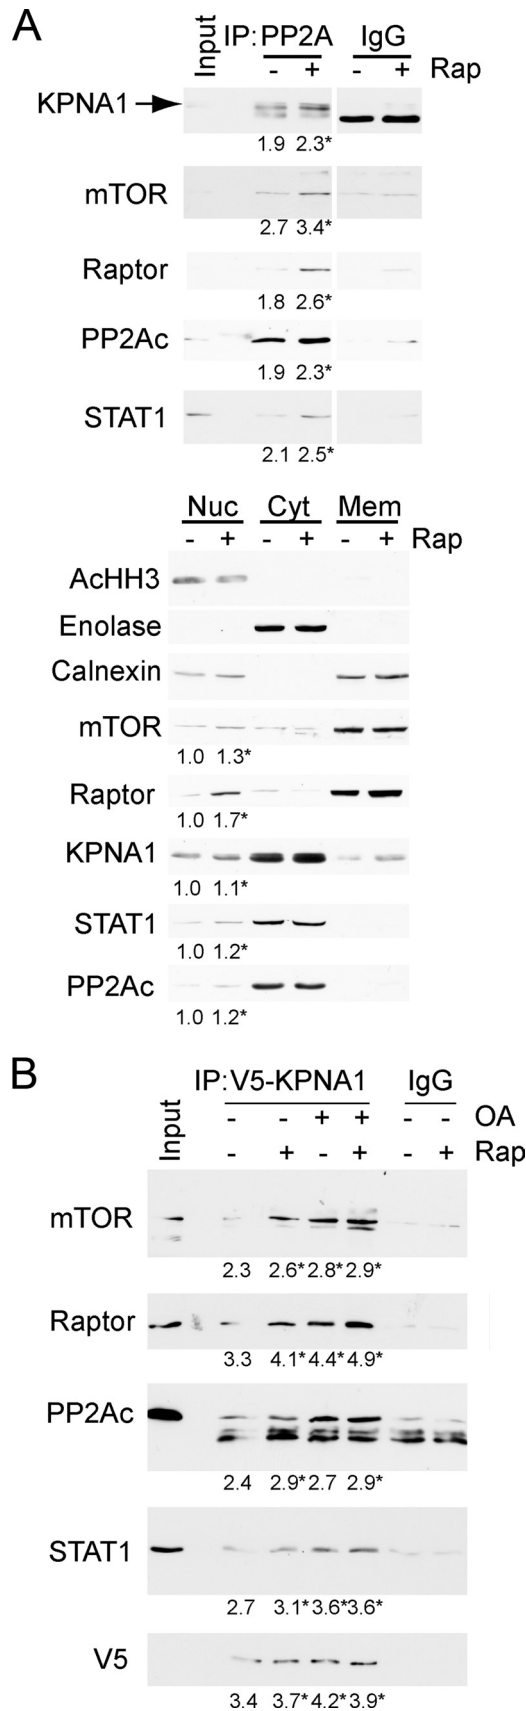 A
Input IP: PP2A IgG
- + - + Rap
KPNA1
1.9 2.3*
mTOR
2.7 3.4*
Raptor
1.8 2.6*
PP2Ac
1.9 2.3*
STAT1
2.1 2.5*
Nuc Cyt Mem
- + - + - + Rap
AcHH3
Enolase
Calnexin
mTOR
1.0 1.3*
Raptor
1.0 1.7*
KPNA1
1.0 1.1*
STAT1
1.0 1.2*
PP2Ac
1.0 1.2*
B
Input IP:V5-KPNA1 IgG
- - + + - - OA
- + - + - + Rap
mTOR
2.3 2.6* 2.8* 2.9*
Raptor
3.3 4.1* 4.4* 4.9*
PP2Ac
2.4 2.9* 2.7 2.9*
STAT1
2.7 3.1* 3.6* 3.6*
V5
3.4 3.7* 4.2* 3.9*